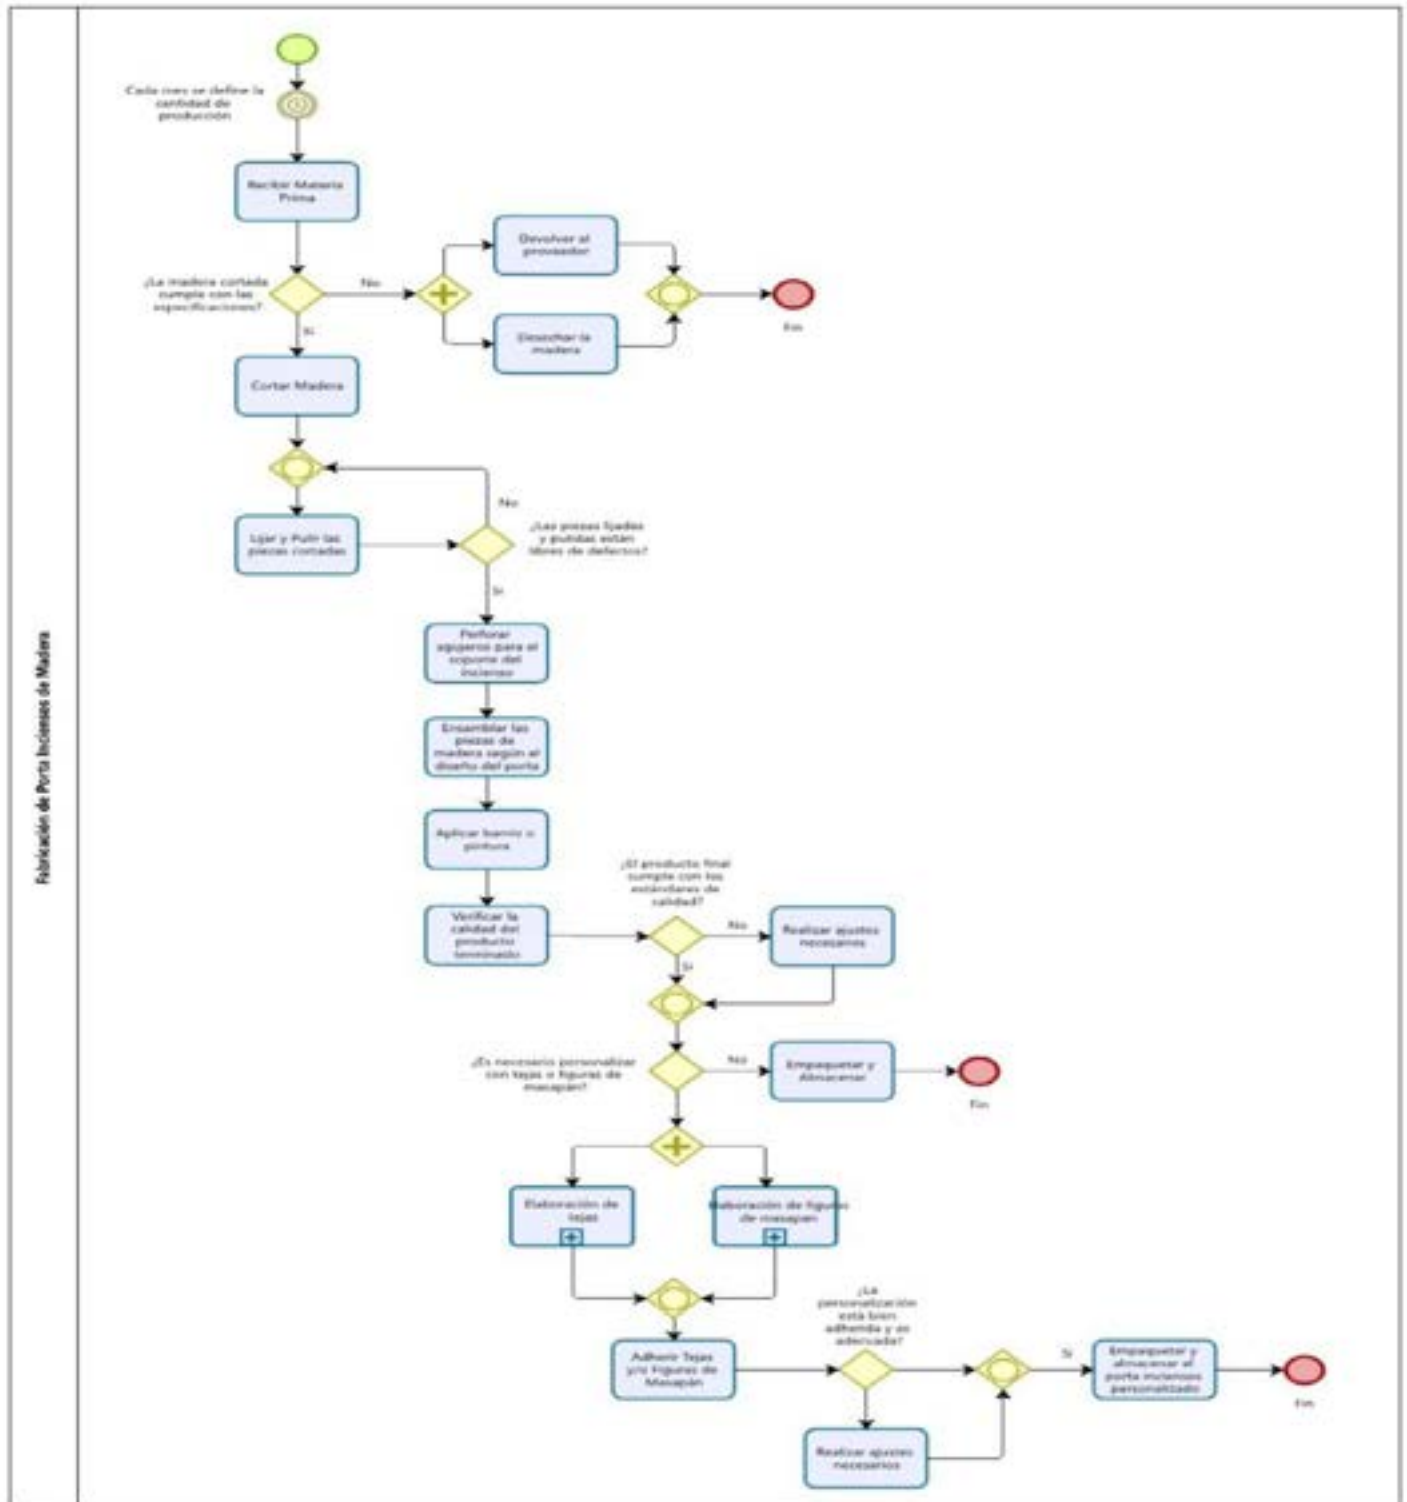 Fabricación de Porta Inciensos de Madera
Cada mes se define la
cantidad de
producción
Recibir Materia
Prima
¿La madera cortada
cumple con las
especificaciones?
No
Devolver al
proveedor
Desechar la
madera
Fin
Si
Cortar Madera
Lijar y Pulir las
piezas cortadas
No
¿Las piezas lijadas
y pulidas están
libres de defectos?
Si
Perforar
agujeros para el
soporte del
incienso
Ensamblar las
piezas de
madera según el
diseño del porta
Aplicar barniz o
pintura
Verificar la
calidad del
producto
terminado
¿El producto final
cumple con los
estándares de
calidad?
No
Realizar ajustes
necesarios
Si
¿Es necesario personalizar
con tejas o figuras de
masapán?
No
Empaquetar y
Almacenar
Fin
Elaboración de
tejas
Elaboración de figuras
de masapan
Adherir Tejas
y/o Figuras de
Masapán
¿La
personalización
está bien
adherida y es
adecuada?
Realizar ajustes
necesarios
Si
Empaquetar y
almacenar el
porta inciensos
personalizado
Fin